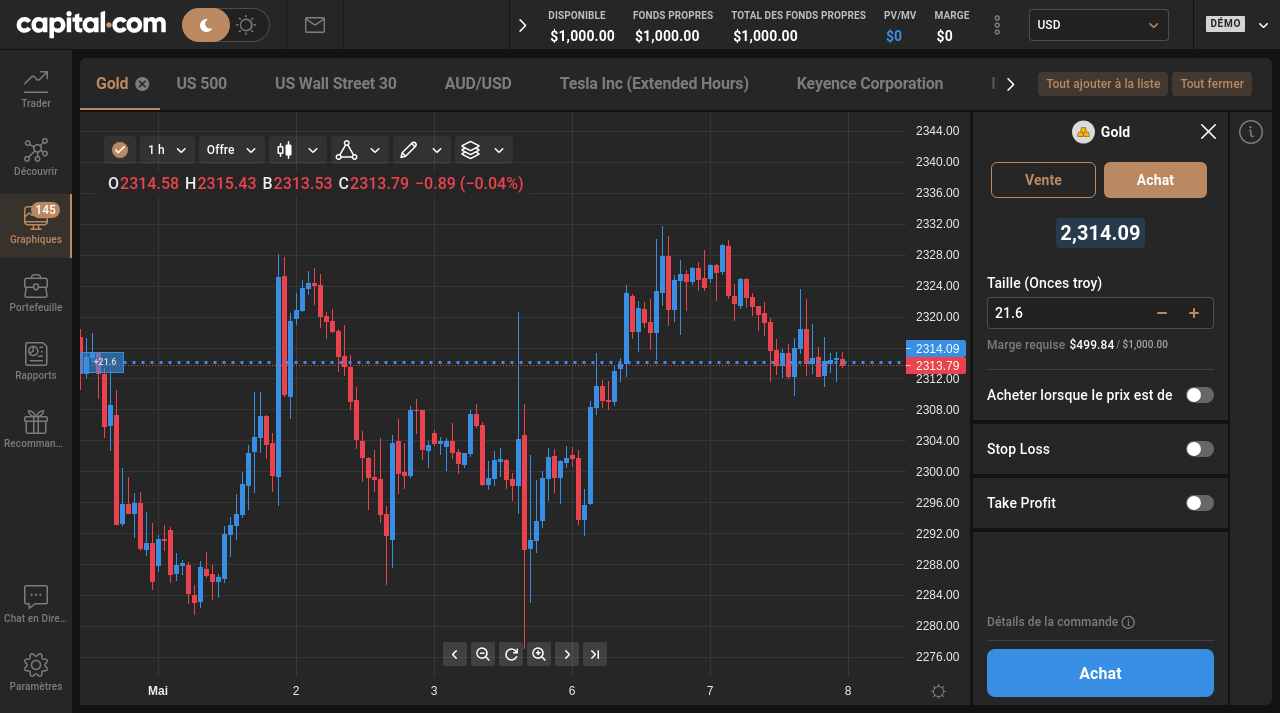 capital.com
DISPONIBLE
$1,000.00
FONDS PROPRES
$1,000.00
TOTAL DES FONDS PROPRES
$1,000.00
PV/MV
$0
MARGE
$0
USD
DÉMO
Trader
Découvrir
145
Graphiques
Portefeuille
Rapports
Recomman...
Chat en Dire...
Paramètres
Gold
US 500
US Wall Street 30
AUD/USD
Tesla Inc (Extended Hours)
Keyence Corporation
Tout ajouter à la liste
Tout fermer
1 h
Offre
O2314.58 H2315.43 B2313.53 C2313.79 −0.89 (−0.04%)
+21.6
2344.00
2340.00
2336.00
2332.00
2328.00
2324.00
2320.00
2314.09
2313.79
2312.00
2308.00
2304.00
2300.00
2296.00
2292.00
2288.00
2284.00
2280.00
2276.00
Mai
2
3
6
7
8
Gold
Vente
Achat
2,314.09
Taille (Onces troy)
21.6
Marge requise $499.84 / $1,000.00
Acheter lorsque le prix est de
Stop Loss
Take Profit
Détails de la commande
Achat